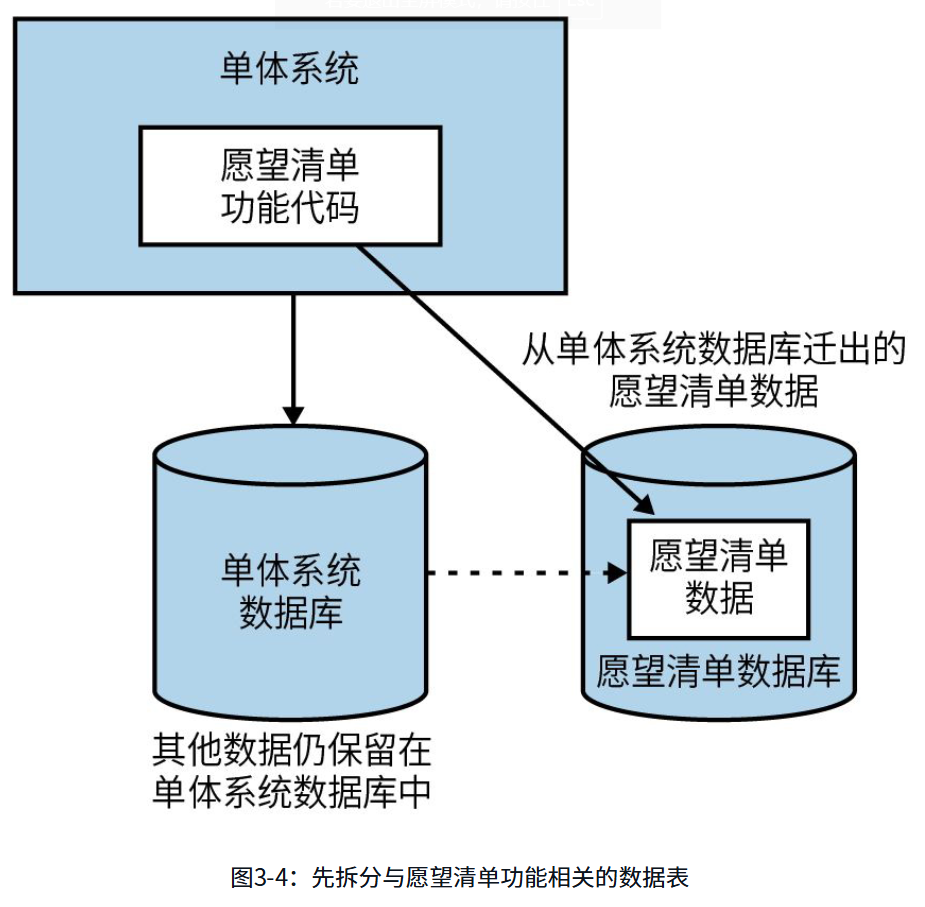 单体系统
愿望清单
功能代码
从单体系统数据库迁出的
愿望清单数据
单体系统
数据库
愿望清单
数据
愿望清单数据库
其他数据仍保留在
单体系统数据库中
图3-4：先拆分与愿望清单功能相关的数据表